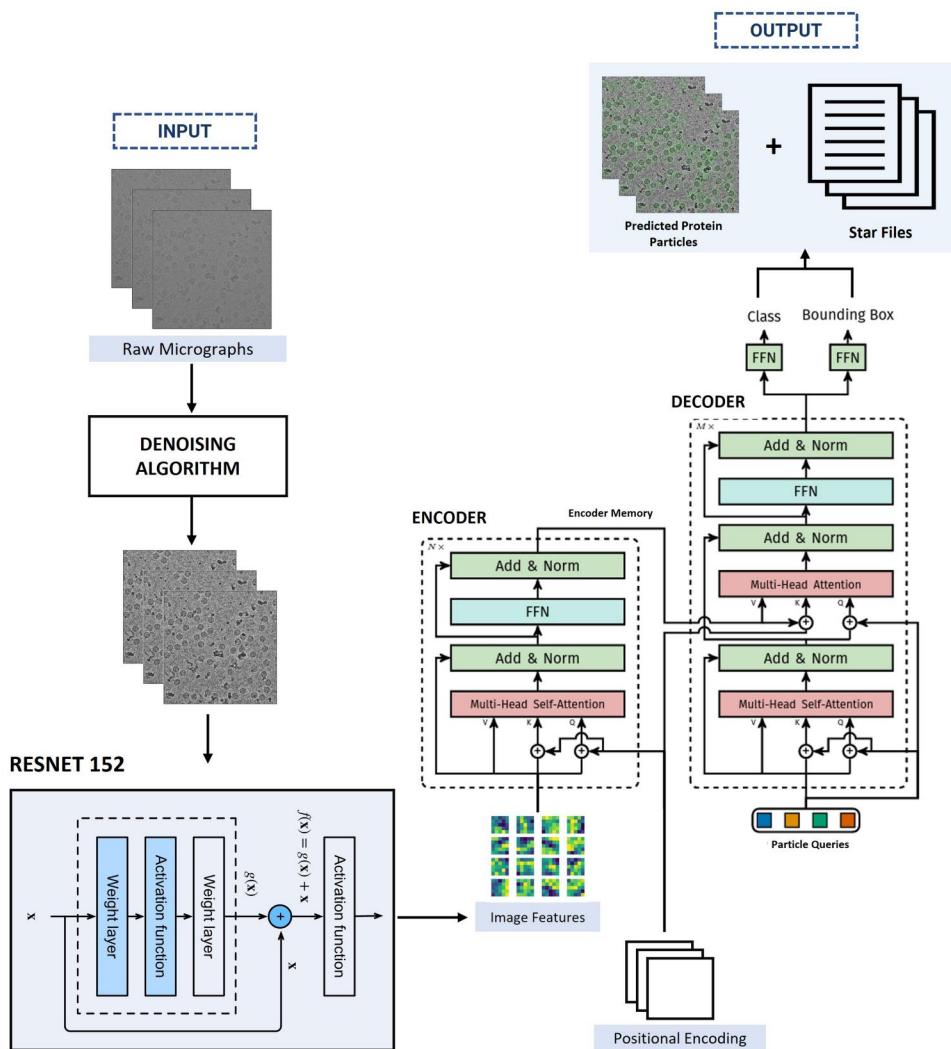 INPUT
Raw Micrographs
DENOISING
ALGORITHM
RESNET 152
x
Weight layer
Activation function
Weight layer
g(x)
+
x
f(x) = g(x) + x
Activation function
Image Features
ENCODER
N×
Add & Norm
FFN
Add & Norm
Multi-Head Self-Attention
V
K
Q
+
+
Encoder Memory
Positional Encoding
OUTPUT
+
Predicted Protein
Particles
Star Files
Class
Bounding Box
FFN
FFN
DECODER
M×
Add & Norm
FFN
Add & Norm
Multi-Head Attention
V
K
Q
+
+
Add & Norm
Multi-Head Self-Attention
V
K
Q
+
+
Particle Queries